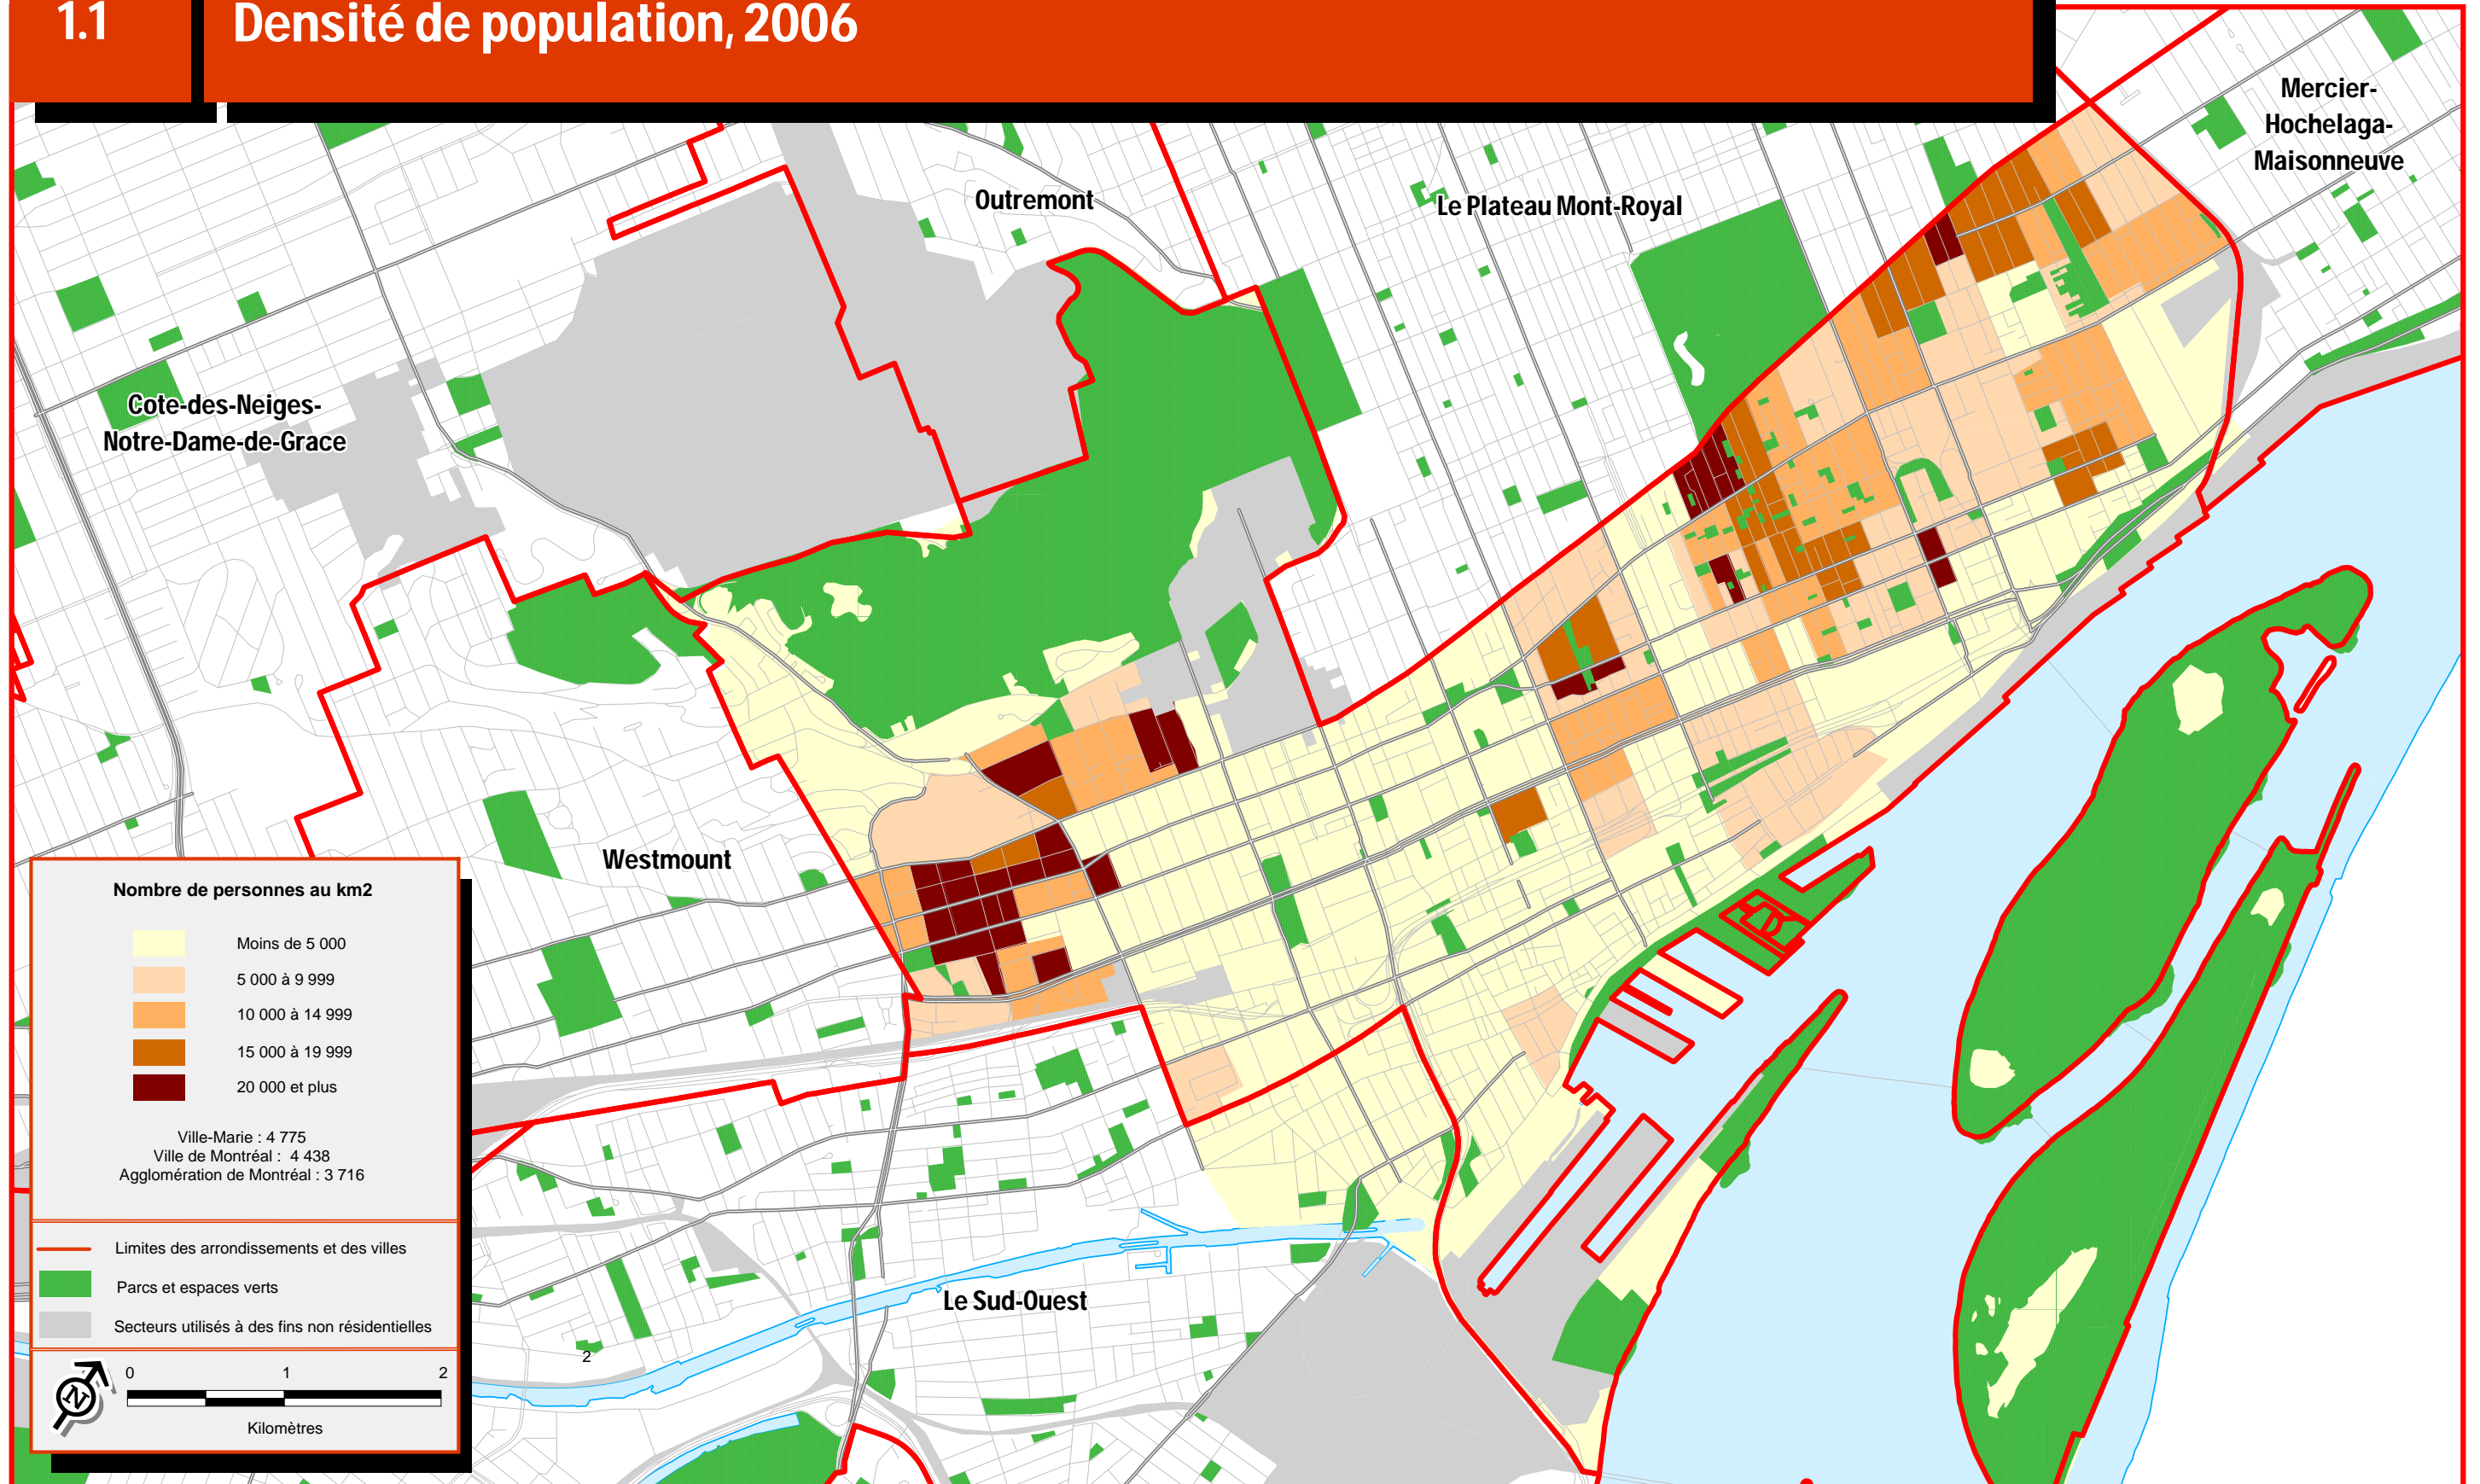 1.1
Densité de population, 2006
Mercier-
Hochelaga-
Maisonneuve
Outremont
Le Plateau Mont-Royal
Cote-des-Neiges-
Notre-Dame-de-Grace
Westmount
Le Sud-Ouest
Nombre de personnes au km2
Moins de 5 000
5 000 à 9 999
10 000 à 14 999
15 000 à 19 999
20 000 et plus
Ville-Marie : 4 775
Ville de Montréal : 4 438
Agglomération de Montréal : 3 716
Limites des arrondissements et des villes
Parcs et espaces verts
Secteurs utilisés à des fins non résidentielles
N
0 1 2
Kilomètres
2